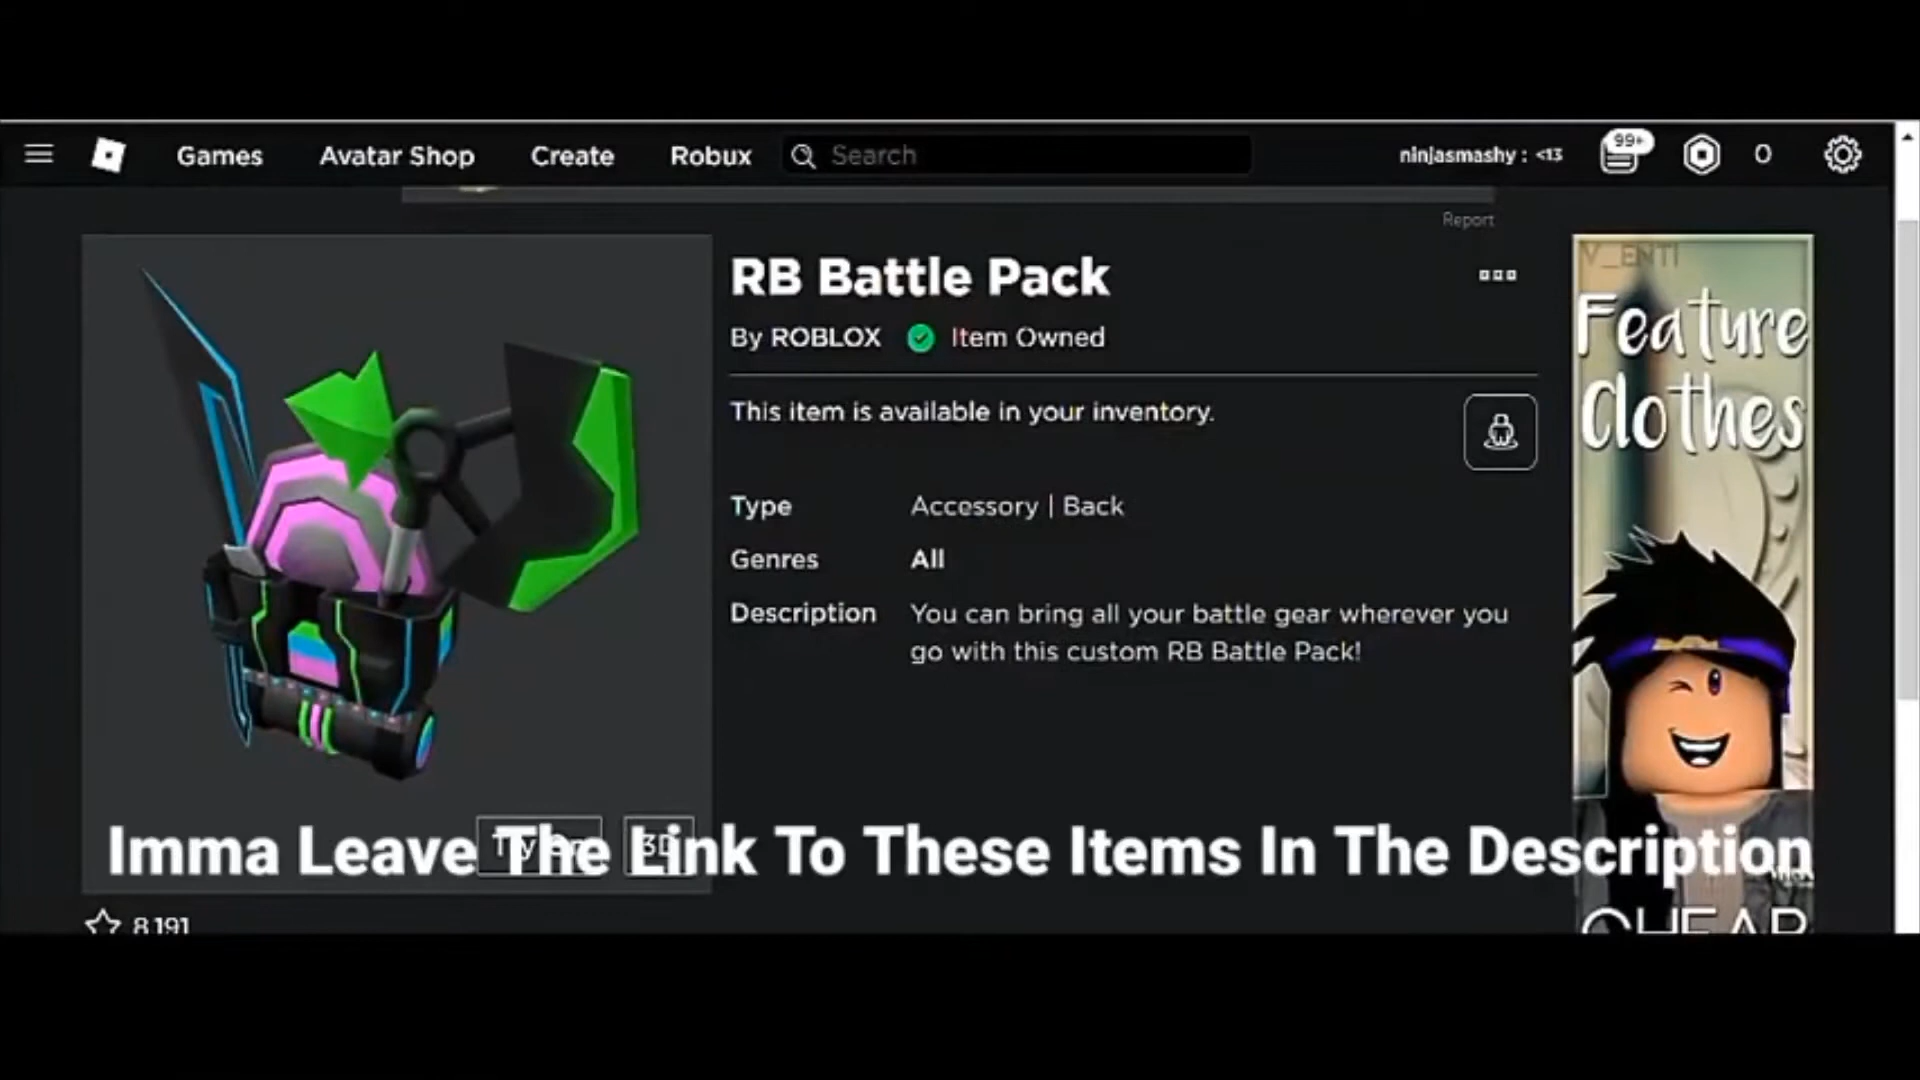 Games Avatar Shop Create Robux Search ninjasmashy : <13 99+ 0
Report
RB Battle Pack
By ROBLOX Item Owned
This item is available in your inventory.
Type Accessory | Back
Genres All
Description You can bring all your battle gear wherever you
go with this custom RB Battle Pack!
V_ENTI
Feature
Clothes
3D
Imma Leave The Link To These Items In The Description
8,191
CHEAP